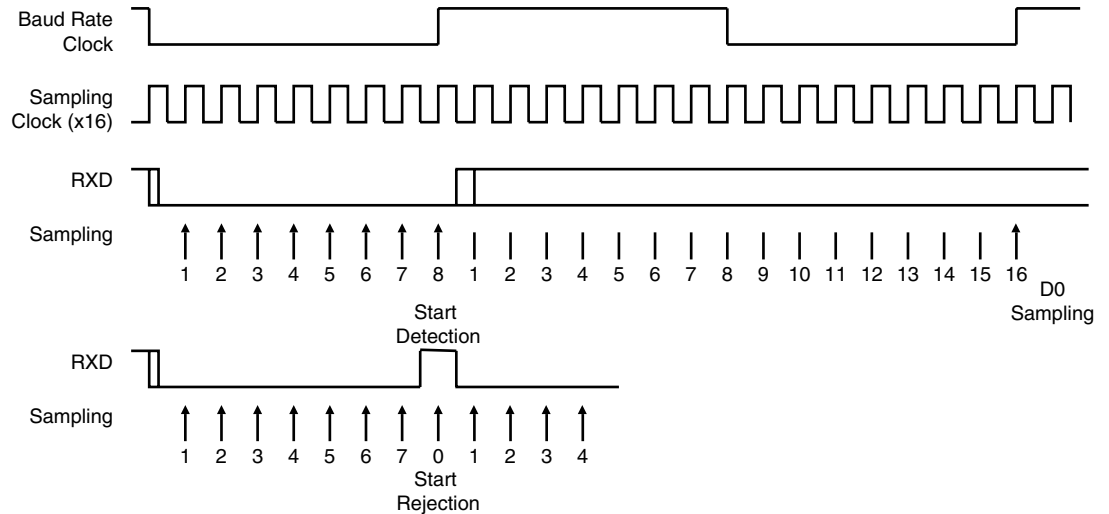 Baud Rate
Clock
Sampling
Clock (x16)
RXD
Sampling
1 2 3 4 5 6 7 8 1 2 3 4 5 6 7 8 9 10 11 12 13 14 15 16
D0
Sampling
Start
Detection
RXD
Sampling
1 2 3 4 5 6 7 0 1 2 3 4
Start
Rejection